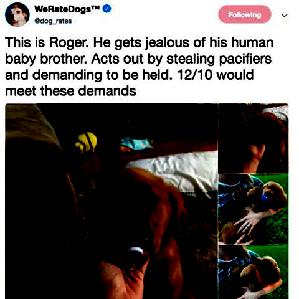 WeRateDogs™
@dog_rates
Following
This is Roger. He gets jealous of his human
baby brother. Acts out by stealing pacifiers
and demanding to be held. 12/10 would
meet these demands